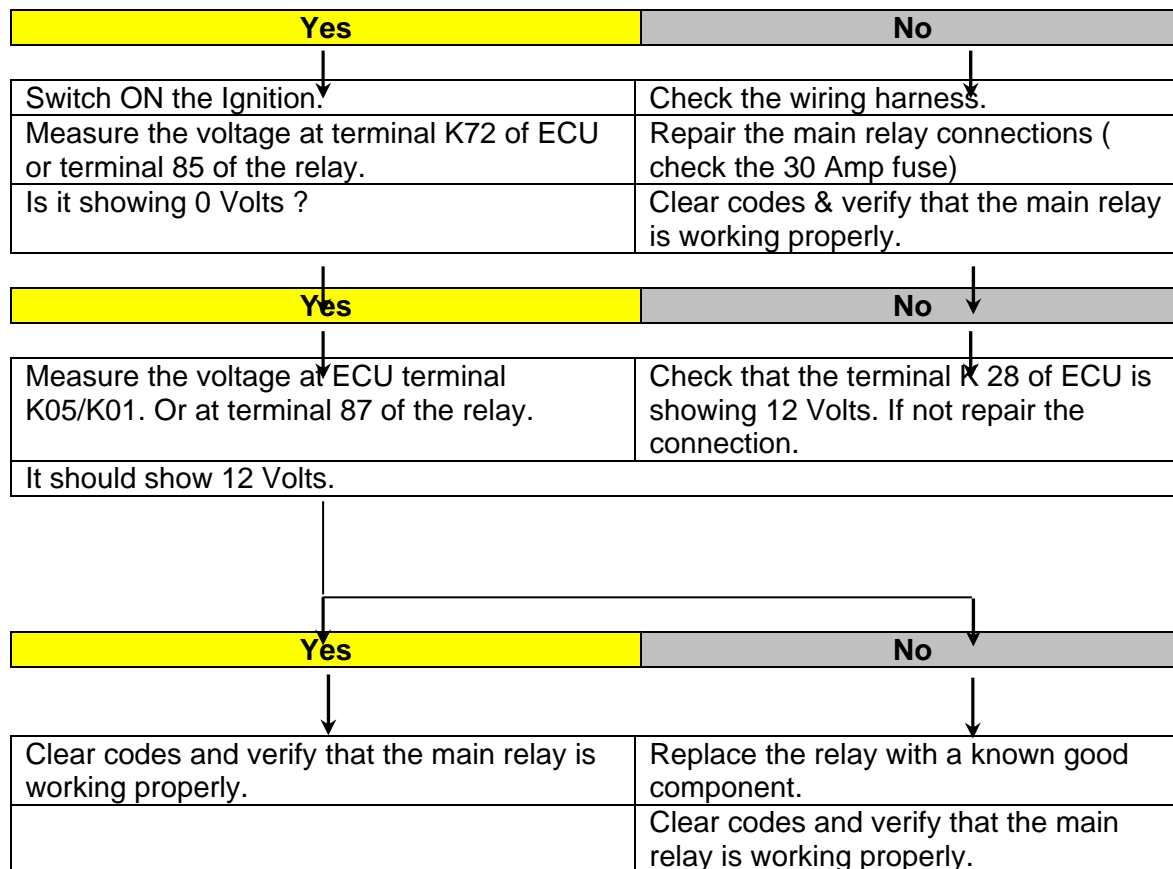 Yes
No
Switch ON the Ignition.
Measure the voltage at terminal K72 of ECU
or terminal 85 of the relay.
Is it showing 0 Volts ?
Check the wiring harness.
Repair the main relay connections (
check the 30 Amp fuse)
Clear codes & verify that the main relay
is working properly.
Yes
No
Measure the voltage at ECU terminal
K05/K01. Or at terminal 87 of the relay.
Check that the terminal K 28 of ECU is
showing 12 Volts. If not repair the
connection.
It should show 12 Volts.
Yes
No
Clear codes and verify that the main relay is
working properly.
Replace the relay with a known good
component.
Clear codes and verify that the main
relay is working properly.